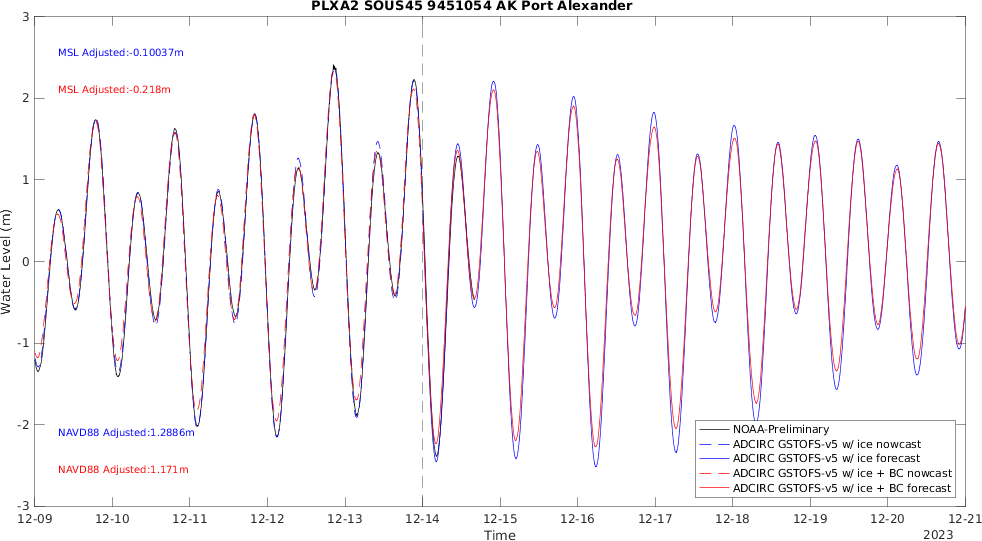 PLXA2 SOUS45 9451054 AK Port Alexander
3
2
1
0
-1
-2
-3
Water Level (m)
MSL Adjusted:-0.10037m
MSL Adjusted:-0.218m
NAVD88 Adjusted:1.2886m
NAVD88 Adjusted:1.171m
NOAA-Preliminary
ADCIRC GSTOFS-v5 w/ ice nowcast
ADCIRC GSTOFS-v5 w/ ice forecast
ADCIRC GSTOFS-v5 w/ ice + BC nowcast
ADCIRC GSTOFS-v5 w/ ice + BC forecast
12-09 12-10 12-11 12-12 12-13 12-14 12-15 12-16 12-17 12-18 12-19 12-20 12-21
Time
2023